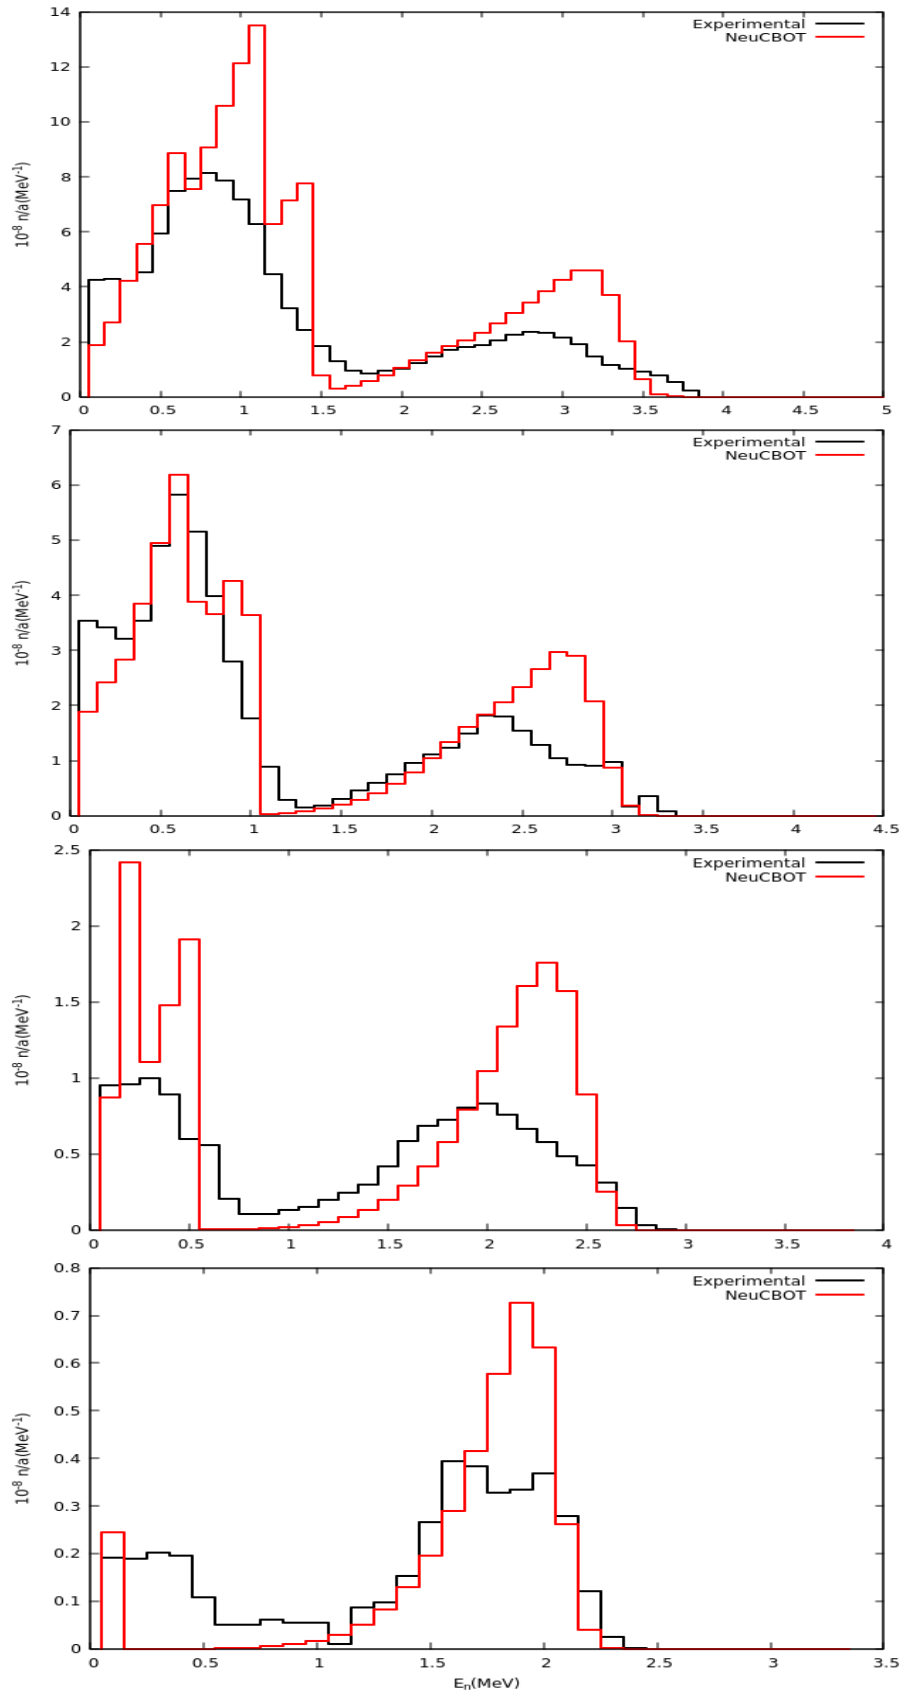 14
12
10
8
6
4
2
0
10⁻⁸ n/a(MeV⁻¹)
Experimental
NeuCBOT
0 0.5 1 1.5 2 2.5 3 3.5 4 4.5 5
7
6
5
4
3
2
1
0
10⁻⁸ n/a(MeV⁻¹)
Experimental
NeuCBOT
0 0.5 1 1.5 2 2.5 3 3.5 4 4.5
2.5
2
1.5
1
0.5
0
10⁻⁸ n/a(MeV⁻¹)
Experimental
NeuCBOT
0 0.5 1 1.5 2 2.5 3 3.5 4
0.8
0.7
0.6
0.5
0.4
0.3
0.2
0.1
0
10⁻⁸ n/a(MeV⁻¹)
Experimental
NeuCBOT
0 0.5 1 1.5 2 2.5 3 3.5
Eₙ(MeV)